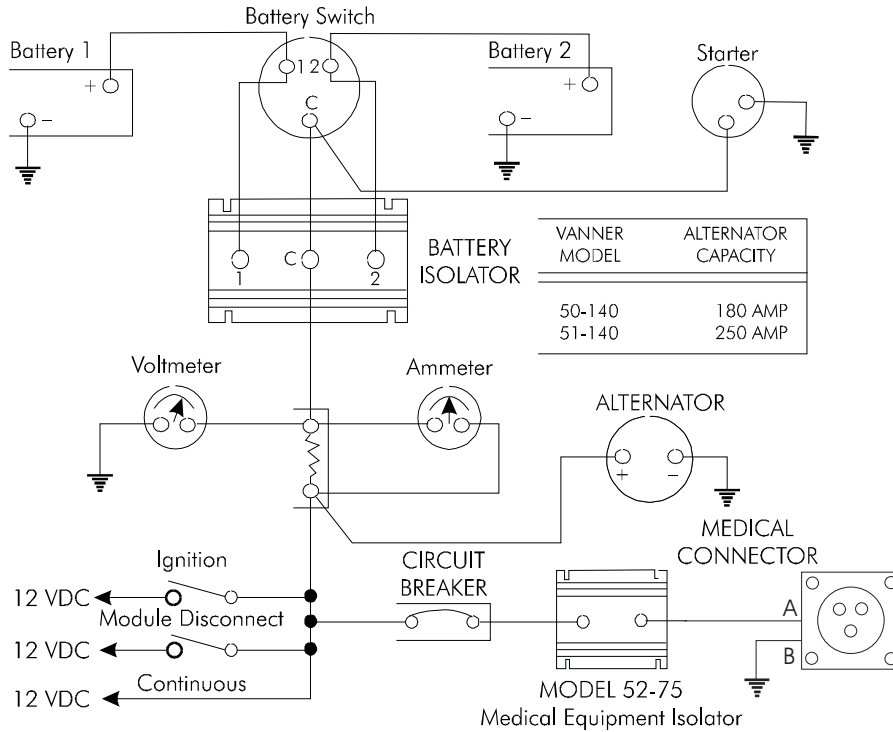 Battery Switch
Battery 1
Battery 2
Starter
+
−
1 2
C
+
−
BATTERY
ISOLATOR
1
C
2
VANNER
MODEL
ALTERNATOR
CAPACITY
50-140 180 AMP
51-140 250 AMP
Voltmeter
Ammeter
ALTERNATOR
+ −
MEDICAL
CONNECTOR
Ignition
12 VDC
Module Disconnect
12 VDC
Continuous
12 VDC
CIRCUIT
BREAKER
A
B
MODEL 52-75
Medical Equipment Isolator